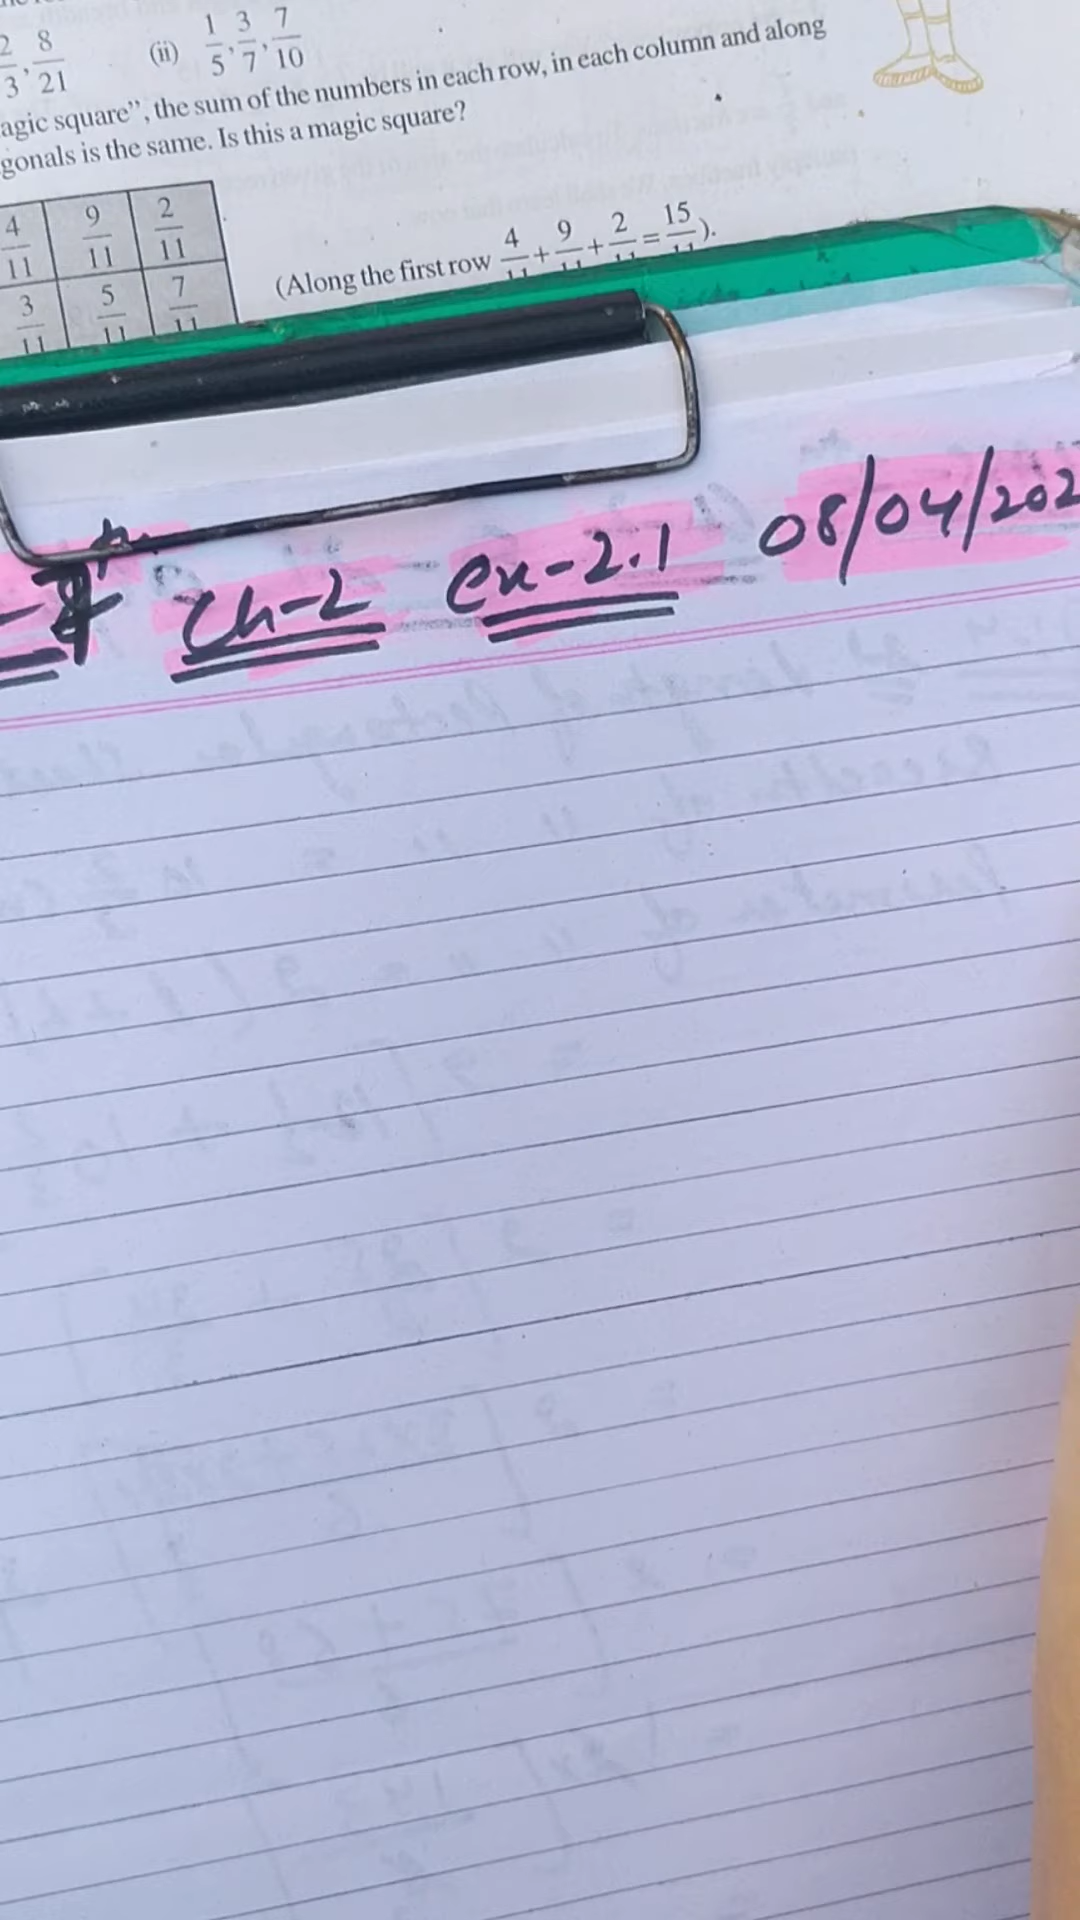 2/3, 8/21 (ii) 1/5, 3/7, 7/10
agic square", the sum of the numbers in each row, in each column and along
gonals is the same. Is this a magic square?
4/11 9/11 2/11
(Along the first row 4/11 + 9/11 + 2/11 = 15/11).
3/11 5/11 7/11
Ch-2 ex-2.1 08/04/202